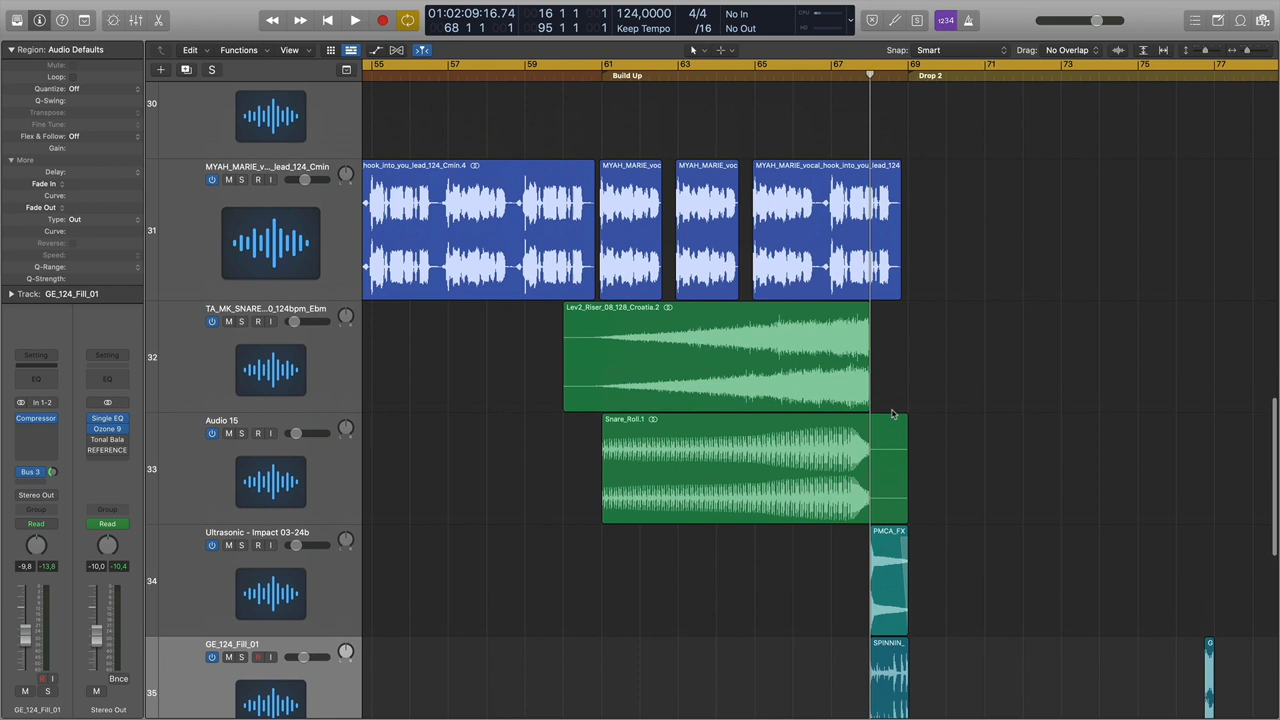 01:02:09:16.74
68 1 1 1
16 1 1 1
95 1 1 1
124,0000
Keep Tempo
4/4
/16
No In
No Out
CPU
HD
1234
Region: Audio Defaults
Edit
Functions
View
Snap: Smart
Drag: No Overlap
Mute:
Loop:
Quantize: Off
Q-Swing:
Transpose:
Fine Tune:
Flex & Follow: Off
Gain:
More
Delay:
Fade In
Curve:
Fade Out
Type: Out
Curve:
Reverse:
Speed:
Q-Range:
Q-Strength:
Track: GE_124_Fill_01
S
55 57 59 61 63 65 67 69 71 73 75 77
Build Up
Drop 2
30
31
MYAH_MARIE_v..._lead_124_Cmin
M S R I
hook_into_you_lead_124_Cmin.4
MYAH_MARIE_voc
MYAH_MARIE_voc
MYAH_MARIE_vocal_hook_into_you_lead_124
32
TA_MK_SNARE...0_124bpm_Ebm
M S R I
Lev2_Riser_08_128_Croatia.2
33
Audio 15
M S R I
Snare_Roll.1
34
Ultrasonic - Impact 03-24b
M S R I
PMCA_FX
35
GE_124_Fill_01
M S R I
SPINNIN_
G
Setting
Setting
EQ
EQ
In 1-2
Compressor
Single EQ
Ozone 9
Tonal Bala
REFERENCE
Bus 3
Stereo Out
Group
Group
Read
Read
-9,8 -13,8
-10,0 -10,4
R I
Bnce
M S
M
GE_124_Fill_01
Stereo Out